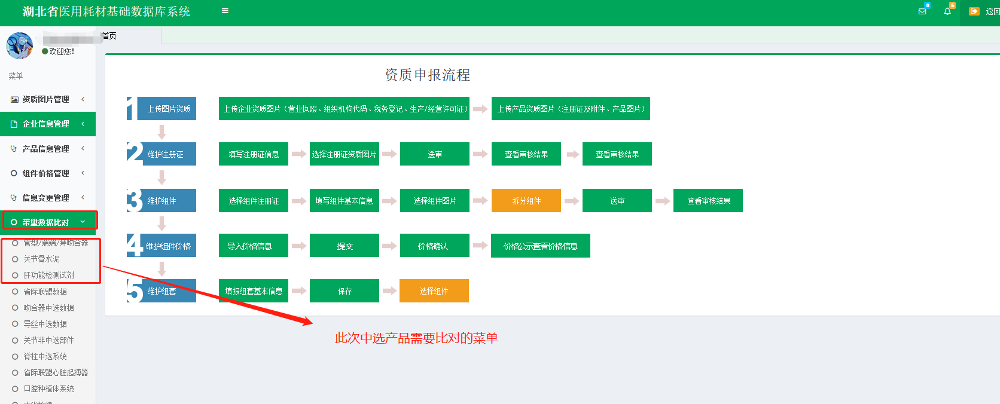 湖北省医用耗材基础数据库系统
0
6
返回
首页
欢迎您！
菜单
资质图片管理
企业信息管理
产品信息管理
组件价格管理
信息变更管理
带量数据比对
管型/端端/痔吻合器
关节骨水泥
肝功能检测试剂
省际联盟数据
吻合器中选数据
导丝中选数据
关节非中选部件
脊柱中选系统
省际联盟心脏起搏器
口腔种植体系统
资质申报流程
1 上传图片资质
上传企业资质图片（营业执照、组织机构代码、税务登记、生产/经营许可证）
上传产品资质图片（注册证及附件、产品图片）
2 维护注册证
填写注册证信息
选择注册证资质图片
送审
查看审核结果
查看审核结果
3 维护组件
选择组件注册证
填写组件基本信息
选择组件图片
拆分组件
送审
查看审核结果
4 维护组件价格
导入价格信息
提交
价格确认
价格公示查看价格信息
5 维护组套
填报组套基本信息
保存
选择组件
此次中选产品需要比对的菜单